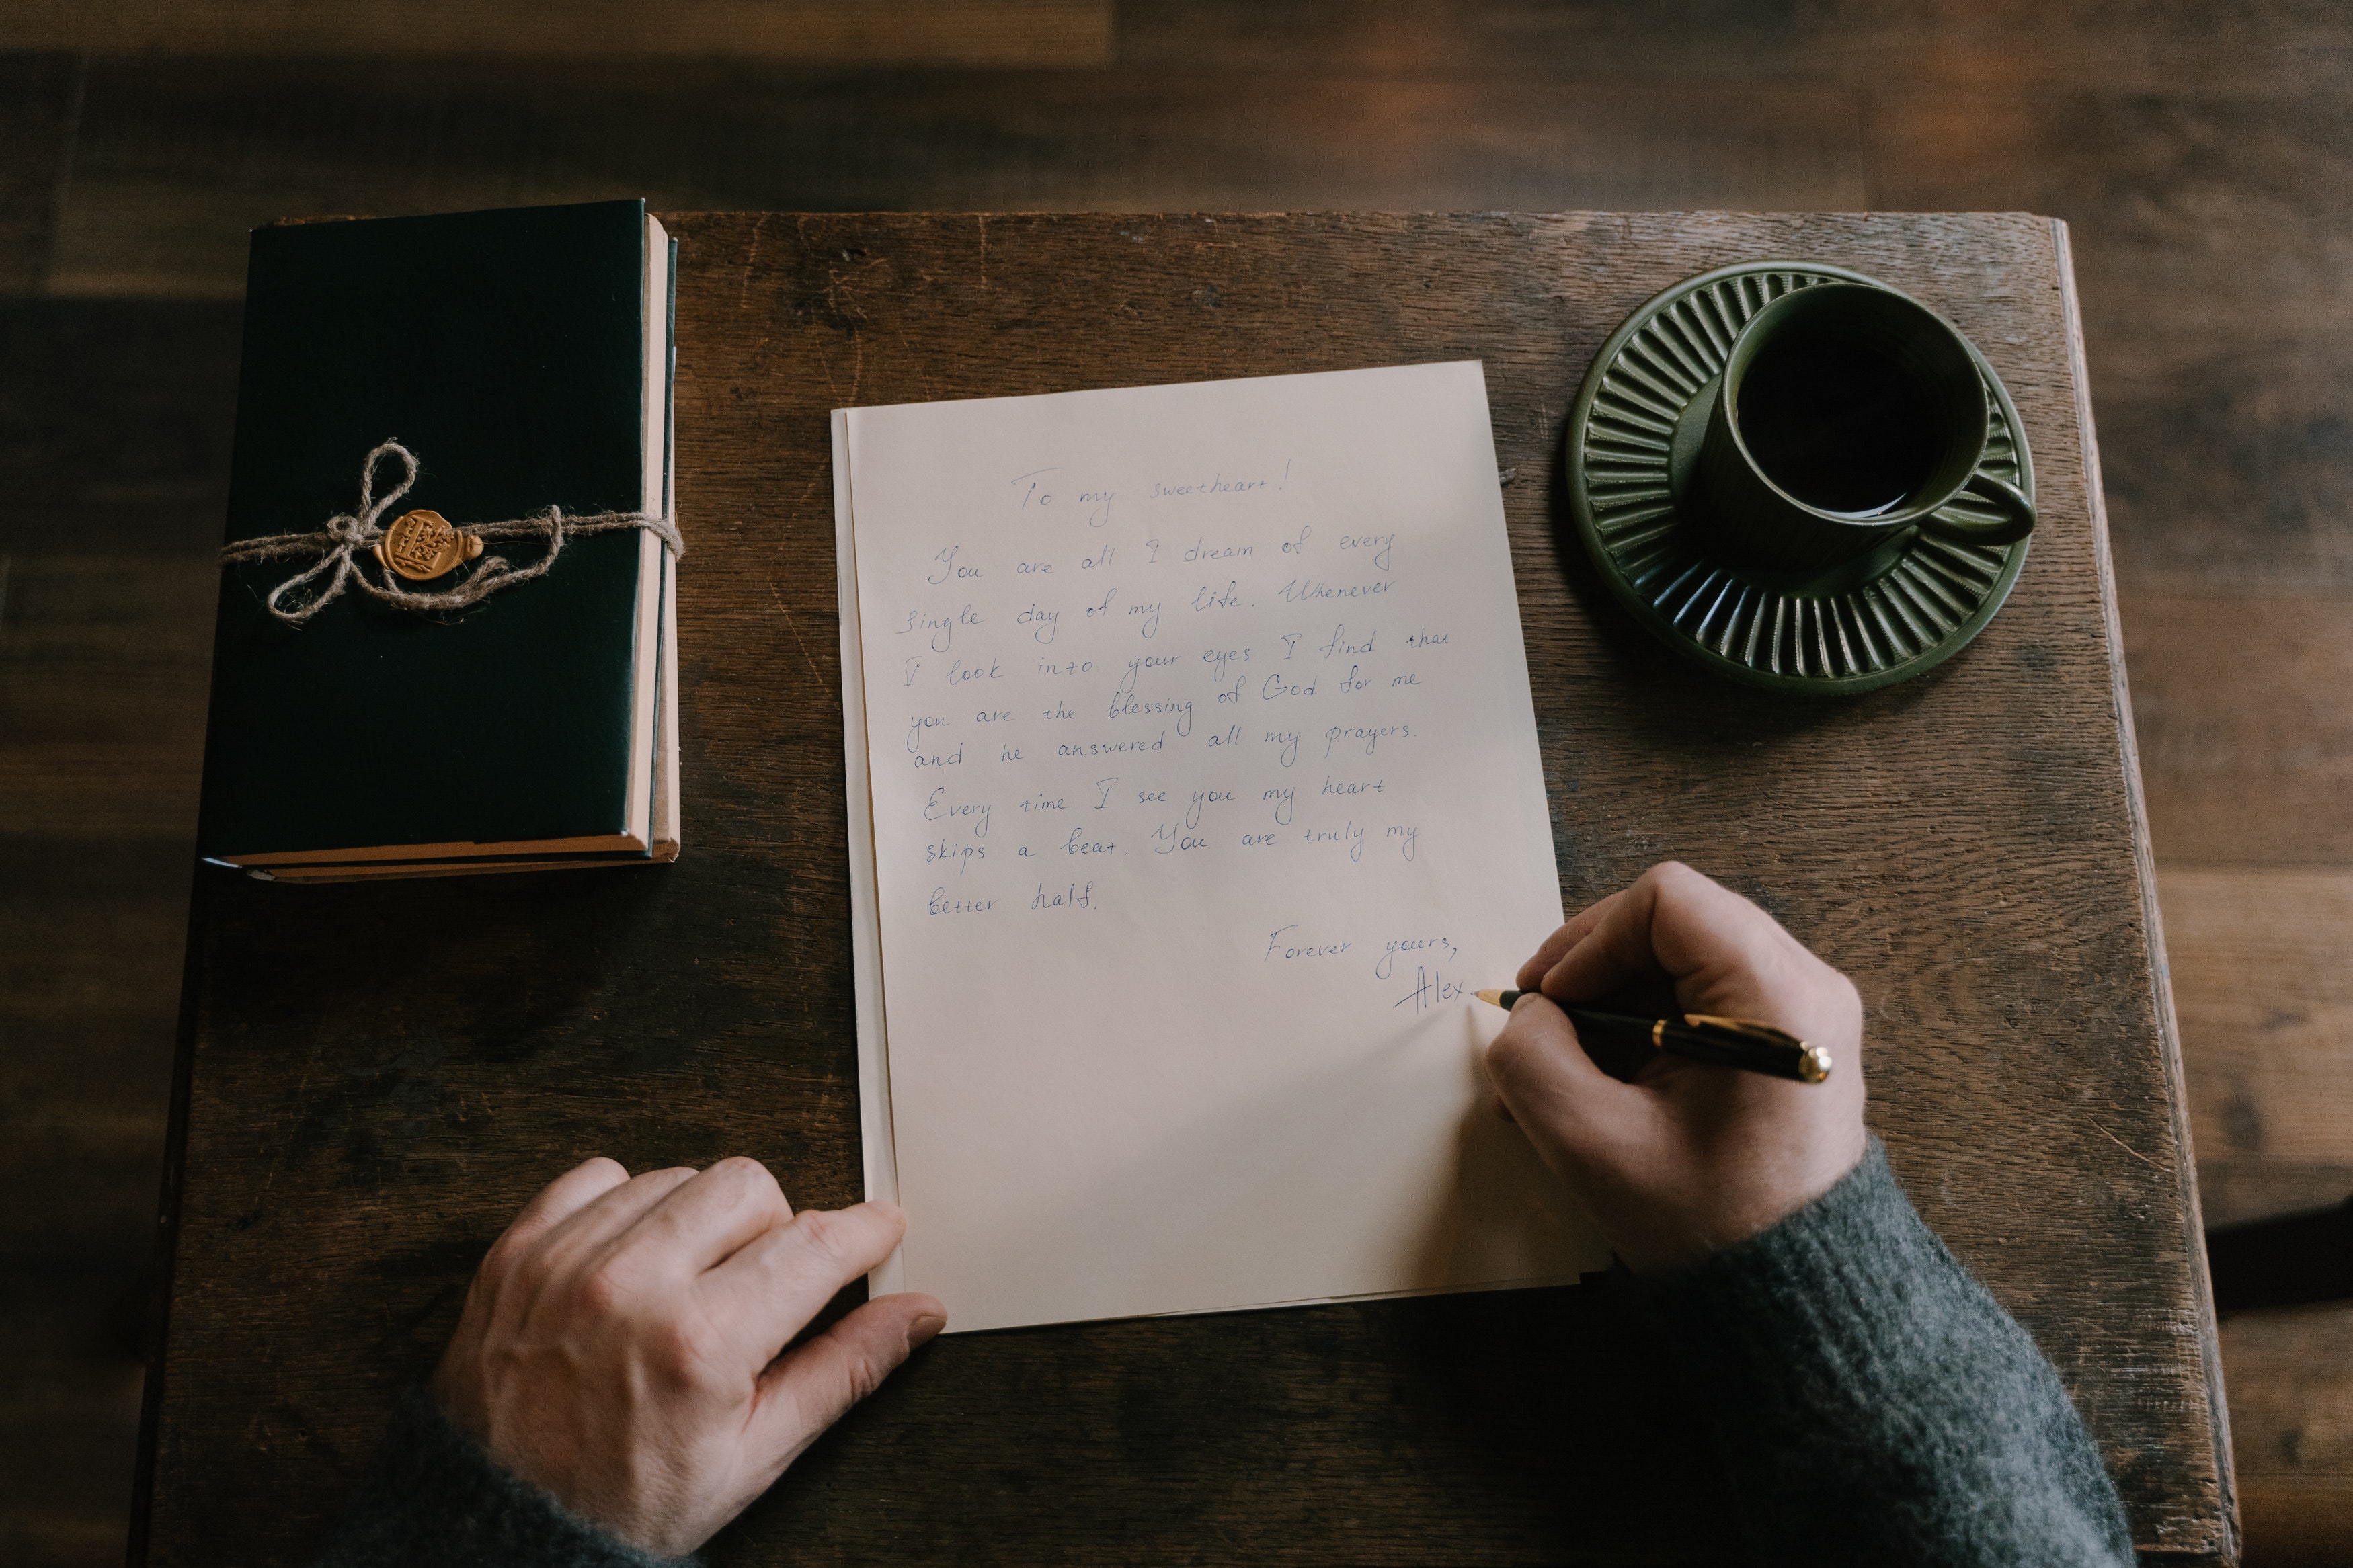 To my sweetheart!
You are all I dream of every
single day of my life. Whenever
I look into your eyes I find that
you are the blessing of God for me
and he answered all my prayers.
Every time I see you my heart
skips a beat. You are truly my
better half.
Forever yours,
Alex